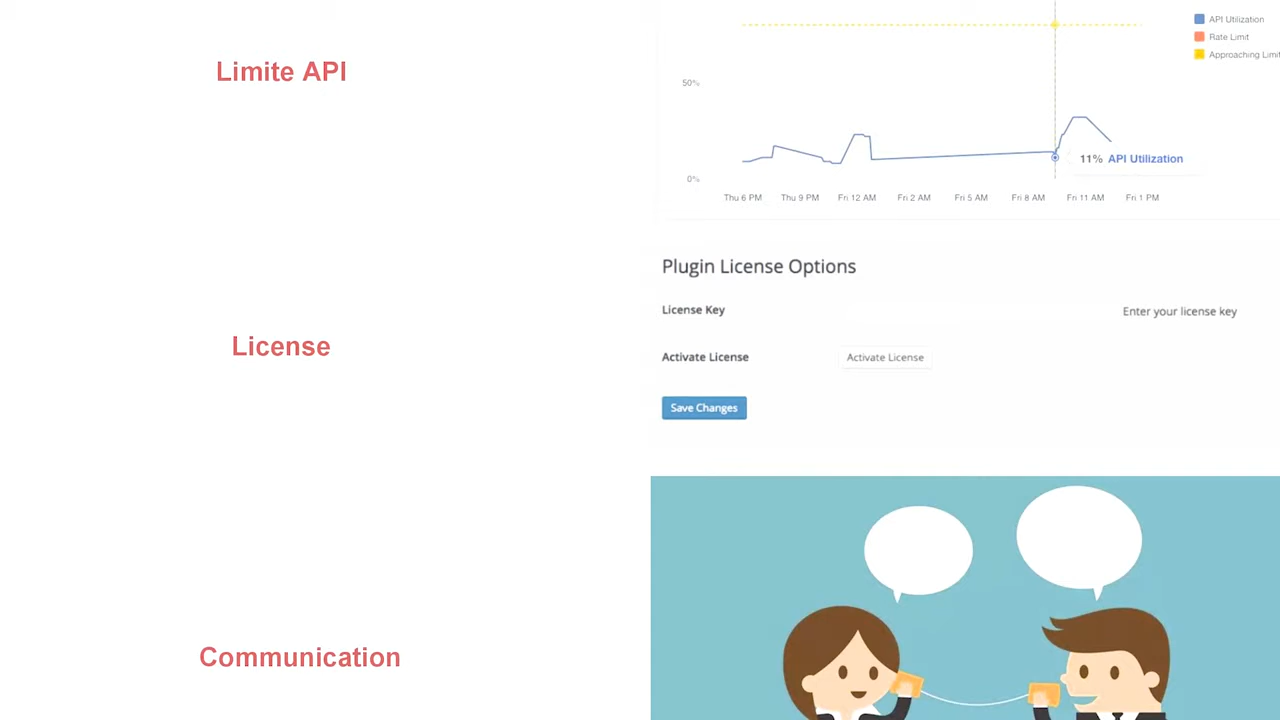 Limite API
API Utilization
Rate Limit
Approaching Limit
50%
11% API Utilization
0%
Thu 6 PM Thu 9 PM Fri 12 AM Fri 2 AM Fri 5 AM Fri 8 AM Fri 11 AM Fri 1 PM
License
Plugin License Options
License Key Enter your license key
Activate License Activate License
Save Changes
Communication